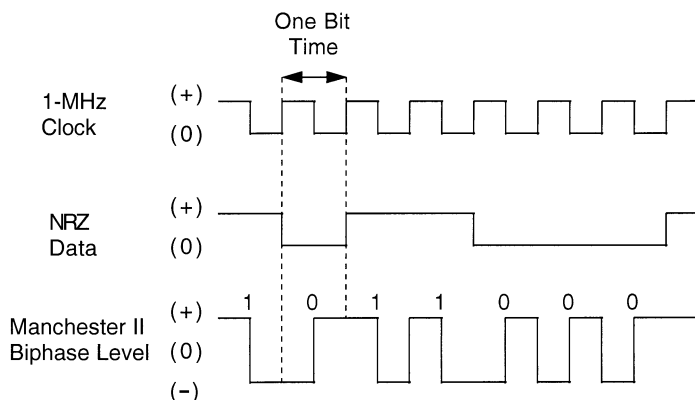 One Bit
Time
1-MHz
Clock
(+)
(0)
NRZ
Data
(+)
(0)
1 0 1 1 0 0 0
Manchester II
Biphase Level
(+)
(0)
(-)